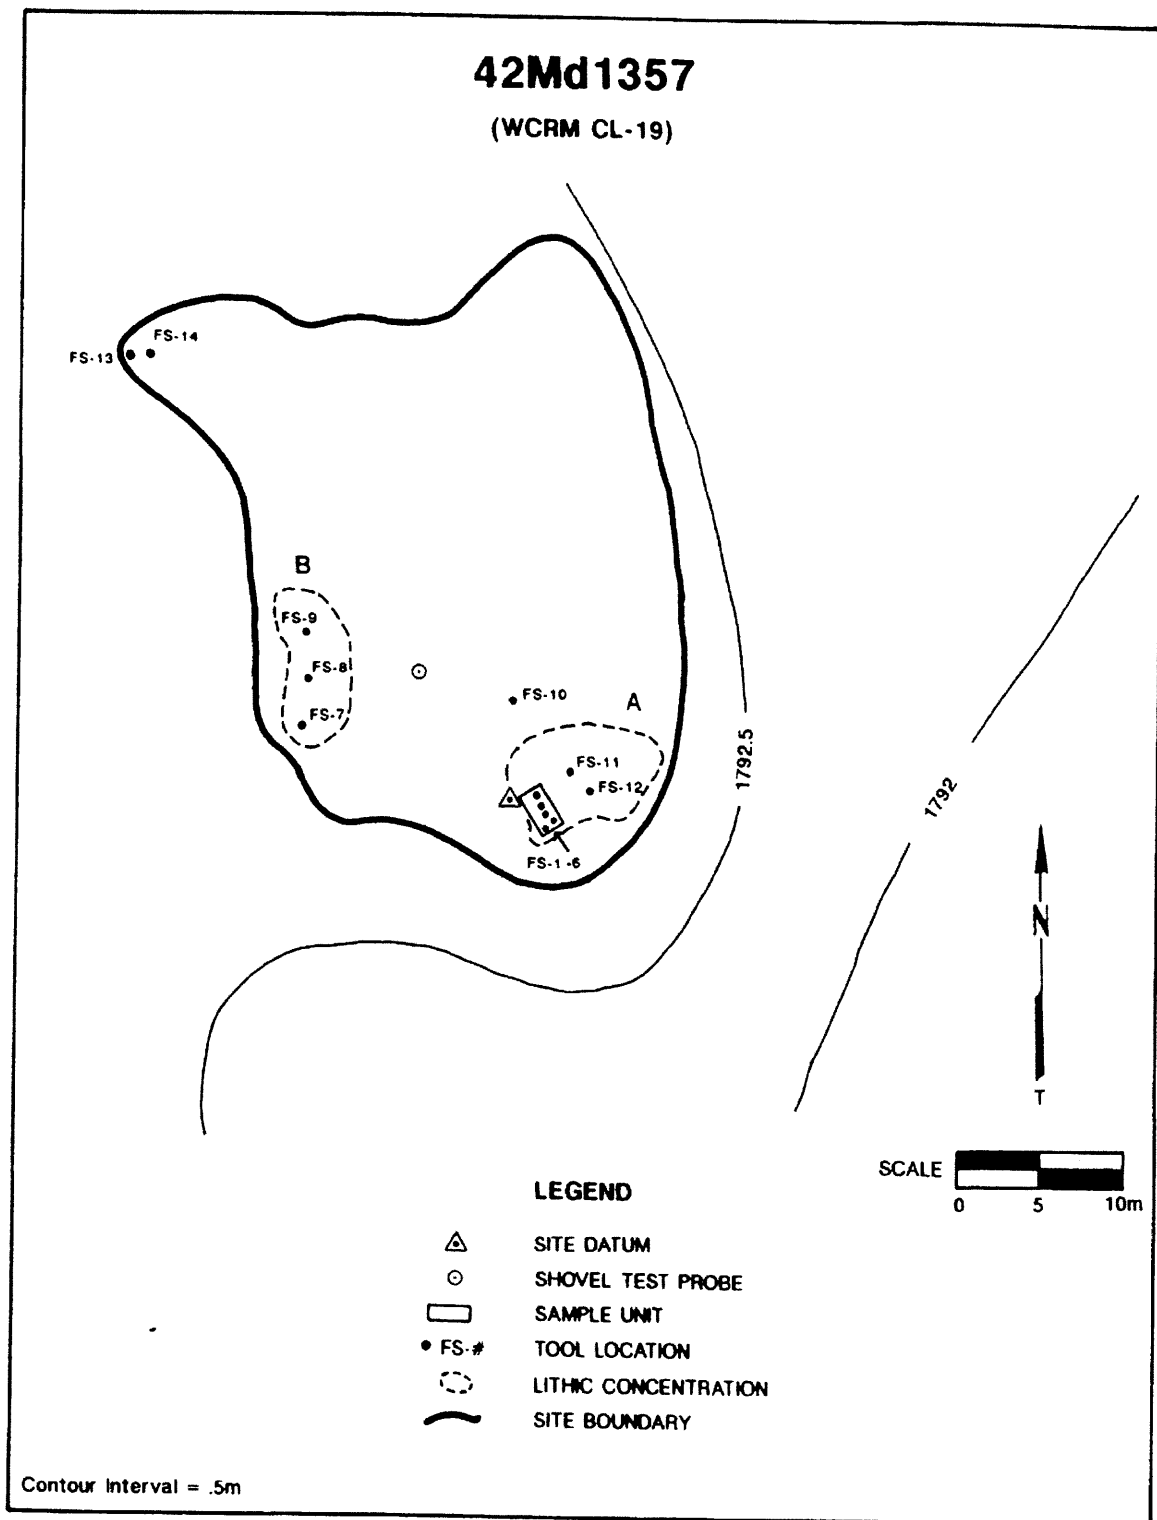 42Md1357
(WCRM CL-19)
FS-14
FS-13
B
FS-9
FS-8
FS-7
FS-10
A
FS-11
FS-12
FS-1-6
1792.5
1792
N
T
SCALE
0 5 10m
LEGEND
SITE DATUM
SHOVEL TEST PROBE
SAMPLE UNIT
FS-# TOOL LOCATION
LITHIC CONCENTRATION
SITE BOUNDARY
Contour Interval = .5m